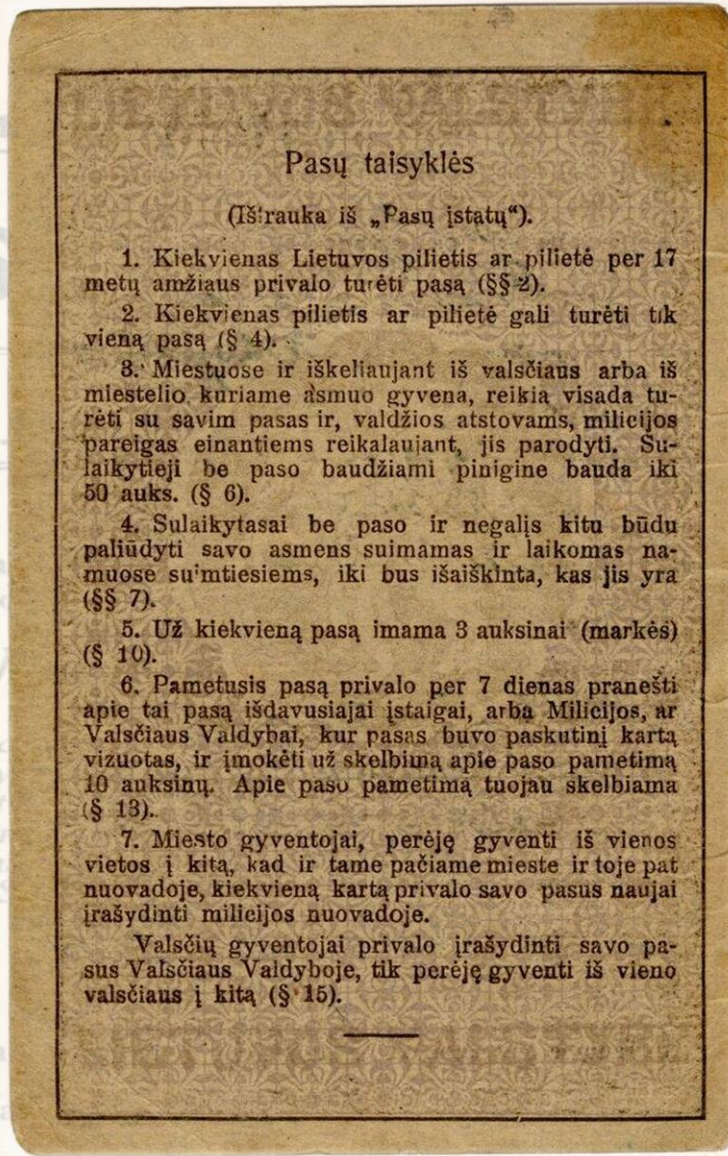 Pasų taisyklės
(Ištrauka iš „Pasų įstatų“).
1. Kiekvienas Lietuvos pilietis ar pilietė per 17
metų amžiaus privalo turėti pasą (§§ 2).
2. Kiekvienas pilietis ar pilietė gali turėti tik
vieną pasą (§ 4).
3. Miestuose ir iškeliaujant iš valsčiaus arba iš
miestelio, kuriame asmuo gyvena, reikia visada tu-
rėti su savim pasas ir, valdžios atstovams, milicijos
pareigas einantiems reikalaujant, jis parodyti. Su-
laikytieji be paso baudžiami pinigine bauda iki
50 auks. (§ 6).
4. Sulaikytasai be paso ir negalįs kitu būdu
paliūdyti savo asmens suimamas ir laikomas na-
muose suimtiesiems, iki bus išaiškinta, kas jis yra
(§§ 7).
5. Už kiekvieną pasą imama 3 auksinai (markės)
(§ 10).
6. Pametusis pasą privalo per 7 dienas pranešti
apie tai pasą išdavusiajai įstaigai, arba Milicijos, ar
Valsčiaus Valdybai, kur pasas buvo paskutinį kartą
vizuotas, ir įmokėti už skelbimą apie paso pametimą
10 auksinų. Apie paso pametimą tuojau skelbiama
(§ 13).
7. Miesto gyventojai, perėję gyventi iš vienos
vietos į kitą, kad ir tame pačiame mieste ir toje pat
nuovadoje, kiekvieną kartą privalo savo pasus naujai
įrašydinti milicijos nuovadoje.
Valsčių gyventojai privalo įrašydinti savo pa-
sus Valsčiaus Valdyboje, tik perėję gyventi iš vieno
valsčiaus į kitą (§ 15).